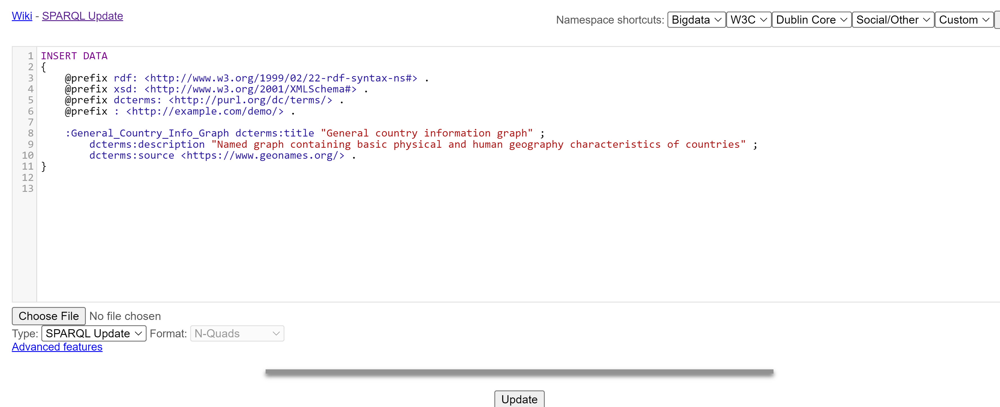 Wiki - SPARQL Update
Namespace shortcuts: Bigdata W3C Dublin Core Social/Other Custom
1 INSERT DATA
2 {
3     @prefix rdf: <http://www.w3.org/1999/02/22-rdf-syntax-ns#> .
4     @prefix xsd: <http://www.w3.org/2001/XMLSchema#> .
5     @prefix dcterms: <http://purl.org/dc/terms/> .
6     @prefix : <http://example.com/demo/> .
7
8     :General_Country_Info_Graph dcterms:title "General country information graph" ;
9         dcterms:description "Named graph containing basic physical and human geography characteristics of countries" ;
10         dcterms:source <https://www.geonames.org/> .
11 }
12
13
Choose File No file chosen
Type: SPARQL Update Format: N-Quads
Advanced features
Update